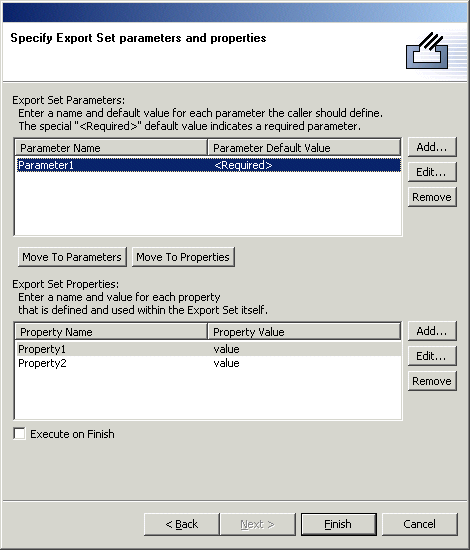 Specify Export Set parameters and properties
Export Set Parameters:
Enter a name and default value for each parameter the caller should define.
The special "<Required>" default value indicates a required parameter.
Parameter Name Parameter Default Value
Parameter1 <Required>
Add...
Edit...
Remove
Move To Parameters Move To Properties
Export Set Properties:
Enter a name and value for each property
that is defined and used within the Export Set itself.
Property Name Property Value
Property1 value
Property2 value
Add...
Edit...
Remove
Execute on Finish
< Back Next > Finish Cancel